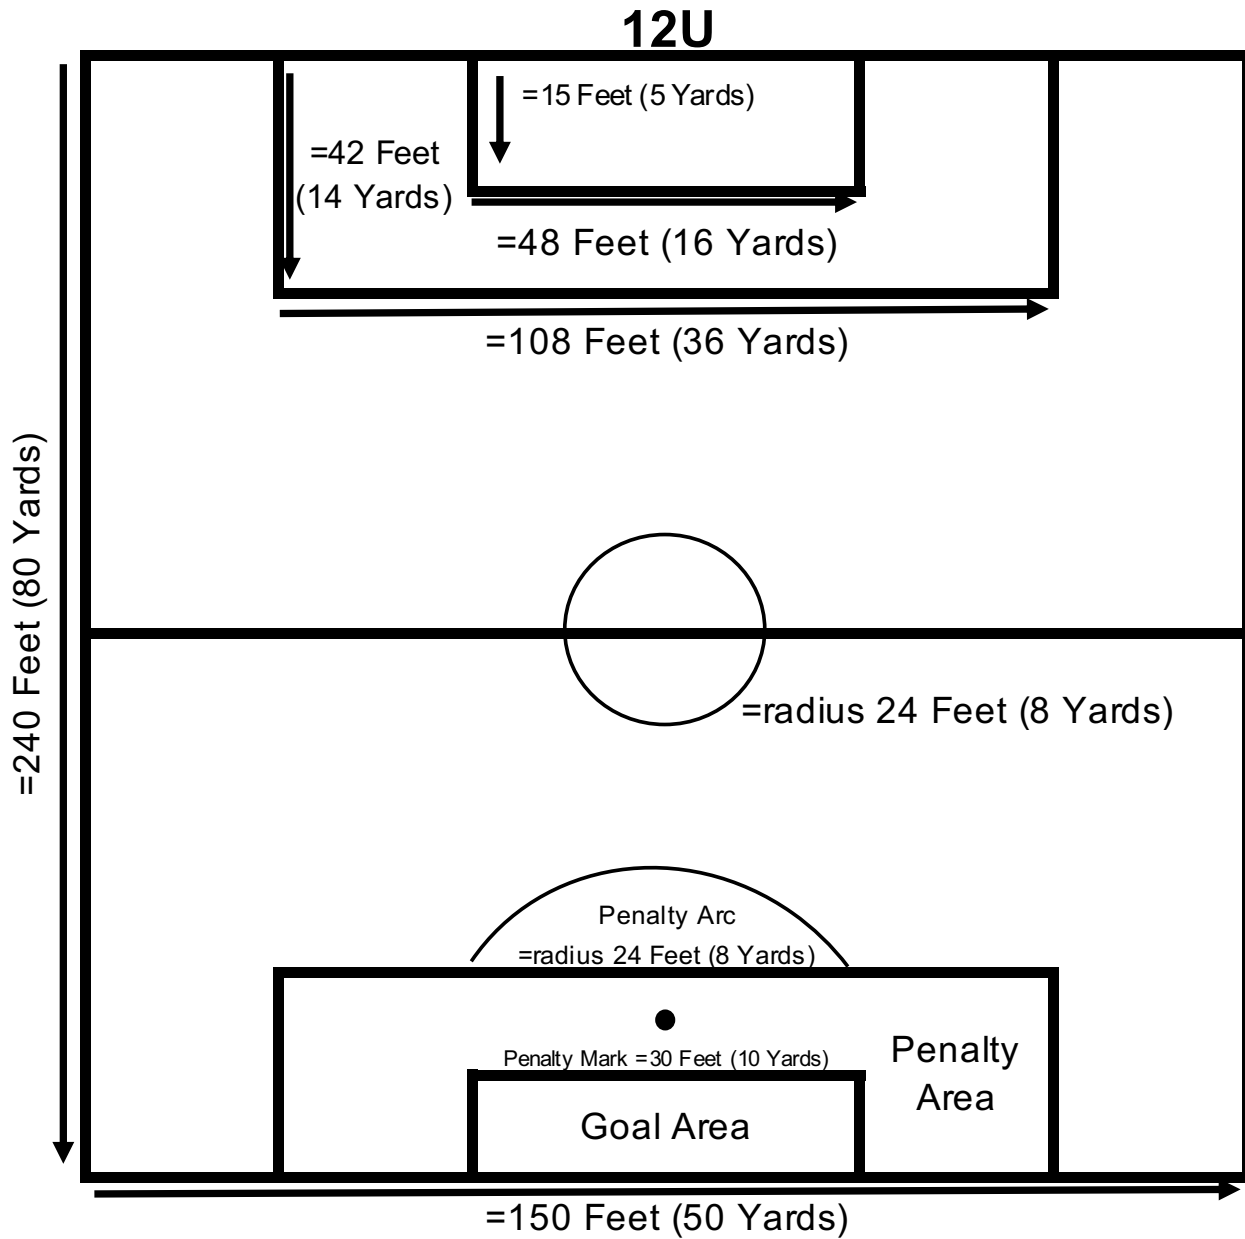 12U
=15 Feet (5 Yards)
=42 Feet
(14 Yards)
=48 Feet (16 Yards)
=108 Feet (36 Yards)
=240 Feet (80 Yards)
=radius 24 Feet (8 Yards)
Penalty Arc
=radius 24 Feet (8 Yards)
Penalty Mark =30 Feet (10 Yards)
Penalty
Area
Goal Area
=150 Feet (50 Yards)